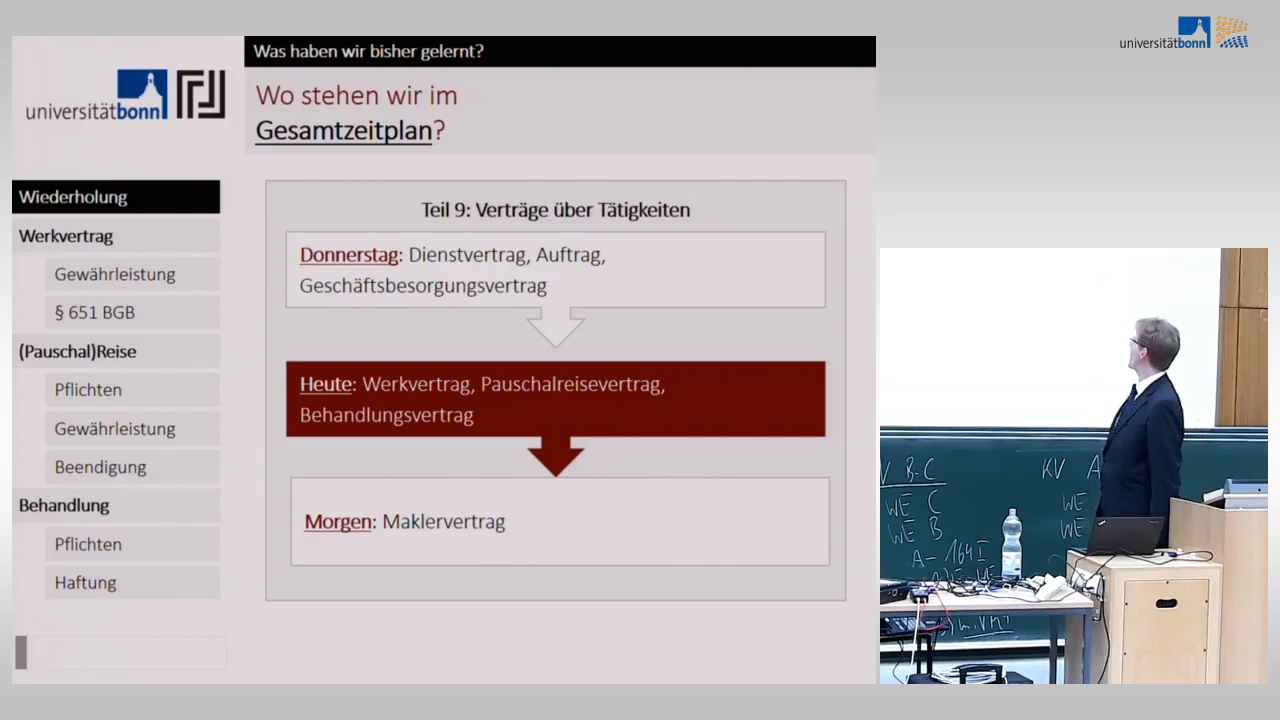 universitätbonn
Was haben wir bisher gelernt?
universitätbonn
Wo stehen wir im
Gesamtzeitplan?
Wiederholung
Werkvertrag
Gewährleistung
§ 651 BGB
(Pauschal)Reise
Pflichten
Gewährleistung
Beendigung
Behandlung
Pflichten
Haftung
Teil 9: Verträge über Tätigkeiten
Donnerstag: Dienstvertrag, Auftrag,
Geschäftsbesorgungsvertrag
Heute: Werkvertrag, Pauschalreisevertrag,
Behandlungsvertrag
Morgen: Maklervertrag
B-C
WE C
WE B
A- 164 I
KV A
WE
WE